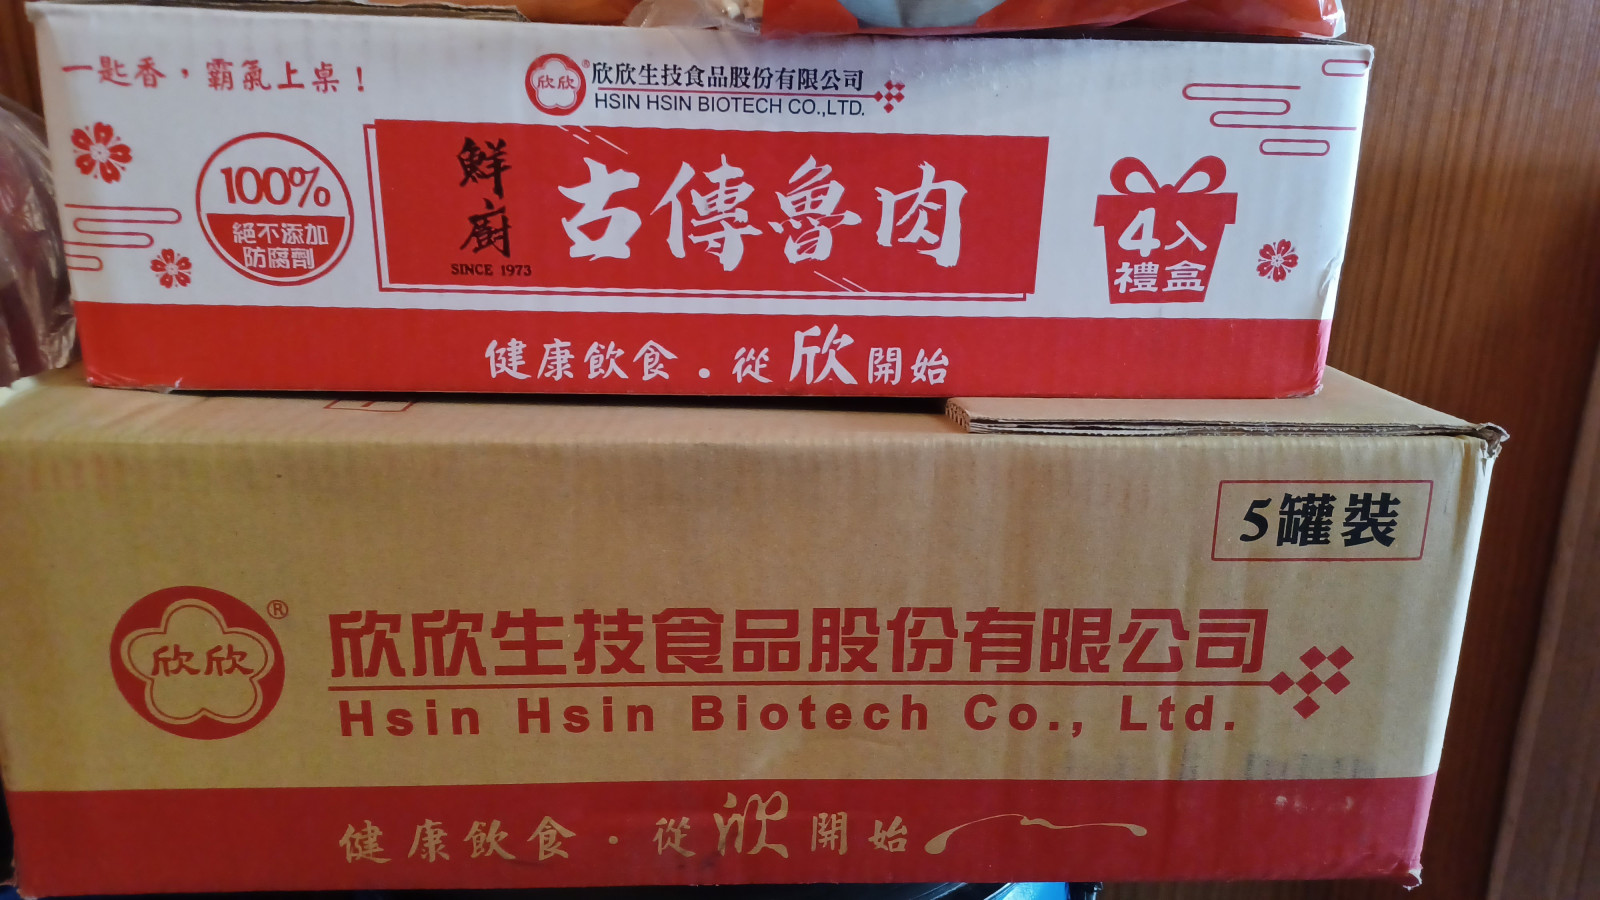 一匙香，霸氣上桌！
欣欣
®
欣欣生技食品股份有限公司
HSIN HSIN BIOTECH CO.,LTD.
100%
絕不添加
防腐劑
鮮廚
SINCE 1973
古傳魯肉
4入
禮盒
健康飲食．從欣開始
5罐裝
欣欣
®
欣欣生技食品股份有限公司
Hsin Hsin Biotech Co., Ltd.
健康飲食．從欣開始